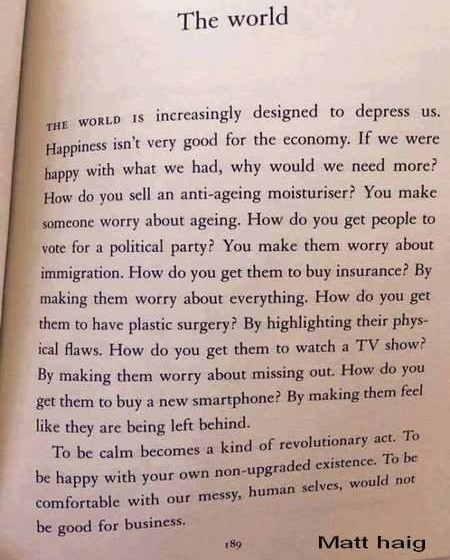 The world
THE WORLD IS increasingly designed to depress us.
Happiness isn't very good for the economy. If we were
happy with what we had, why would we need more?
How do you sell an anti-ageing moisturiser? You make
someone worry about ageing. How do you get people to
vote for a political party? You make them worry about
immigration. How do you get them to buy insurance? By
making them worry about everything. How do you get
them to have plastic surgery? By highlighting their phys-
ical flaws. How do you get them to watch a TV show?
By making them worry about missing out. How do you
get them to buy a new smartphone? By making them feel
like they are being left behind.
To be calm becomes a kind of revolutionary act. To
be happy with your own non-upgraded existence. To be
comfortable with our messy, human selves, would not
be good for business.
189
Matt haig